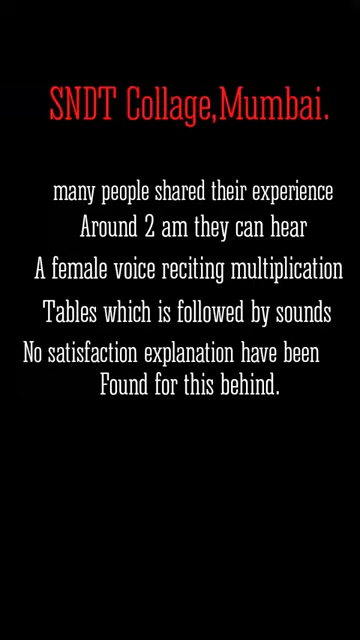 SNDT Collage,Mumbai.
many people shared their experience
Around 2 am they can hear
A female voice reciting multiplication
Tables which is followed by sounds
No satisfaction explanation have been
Found for this behind.